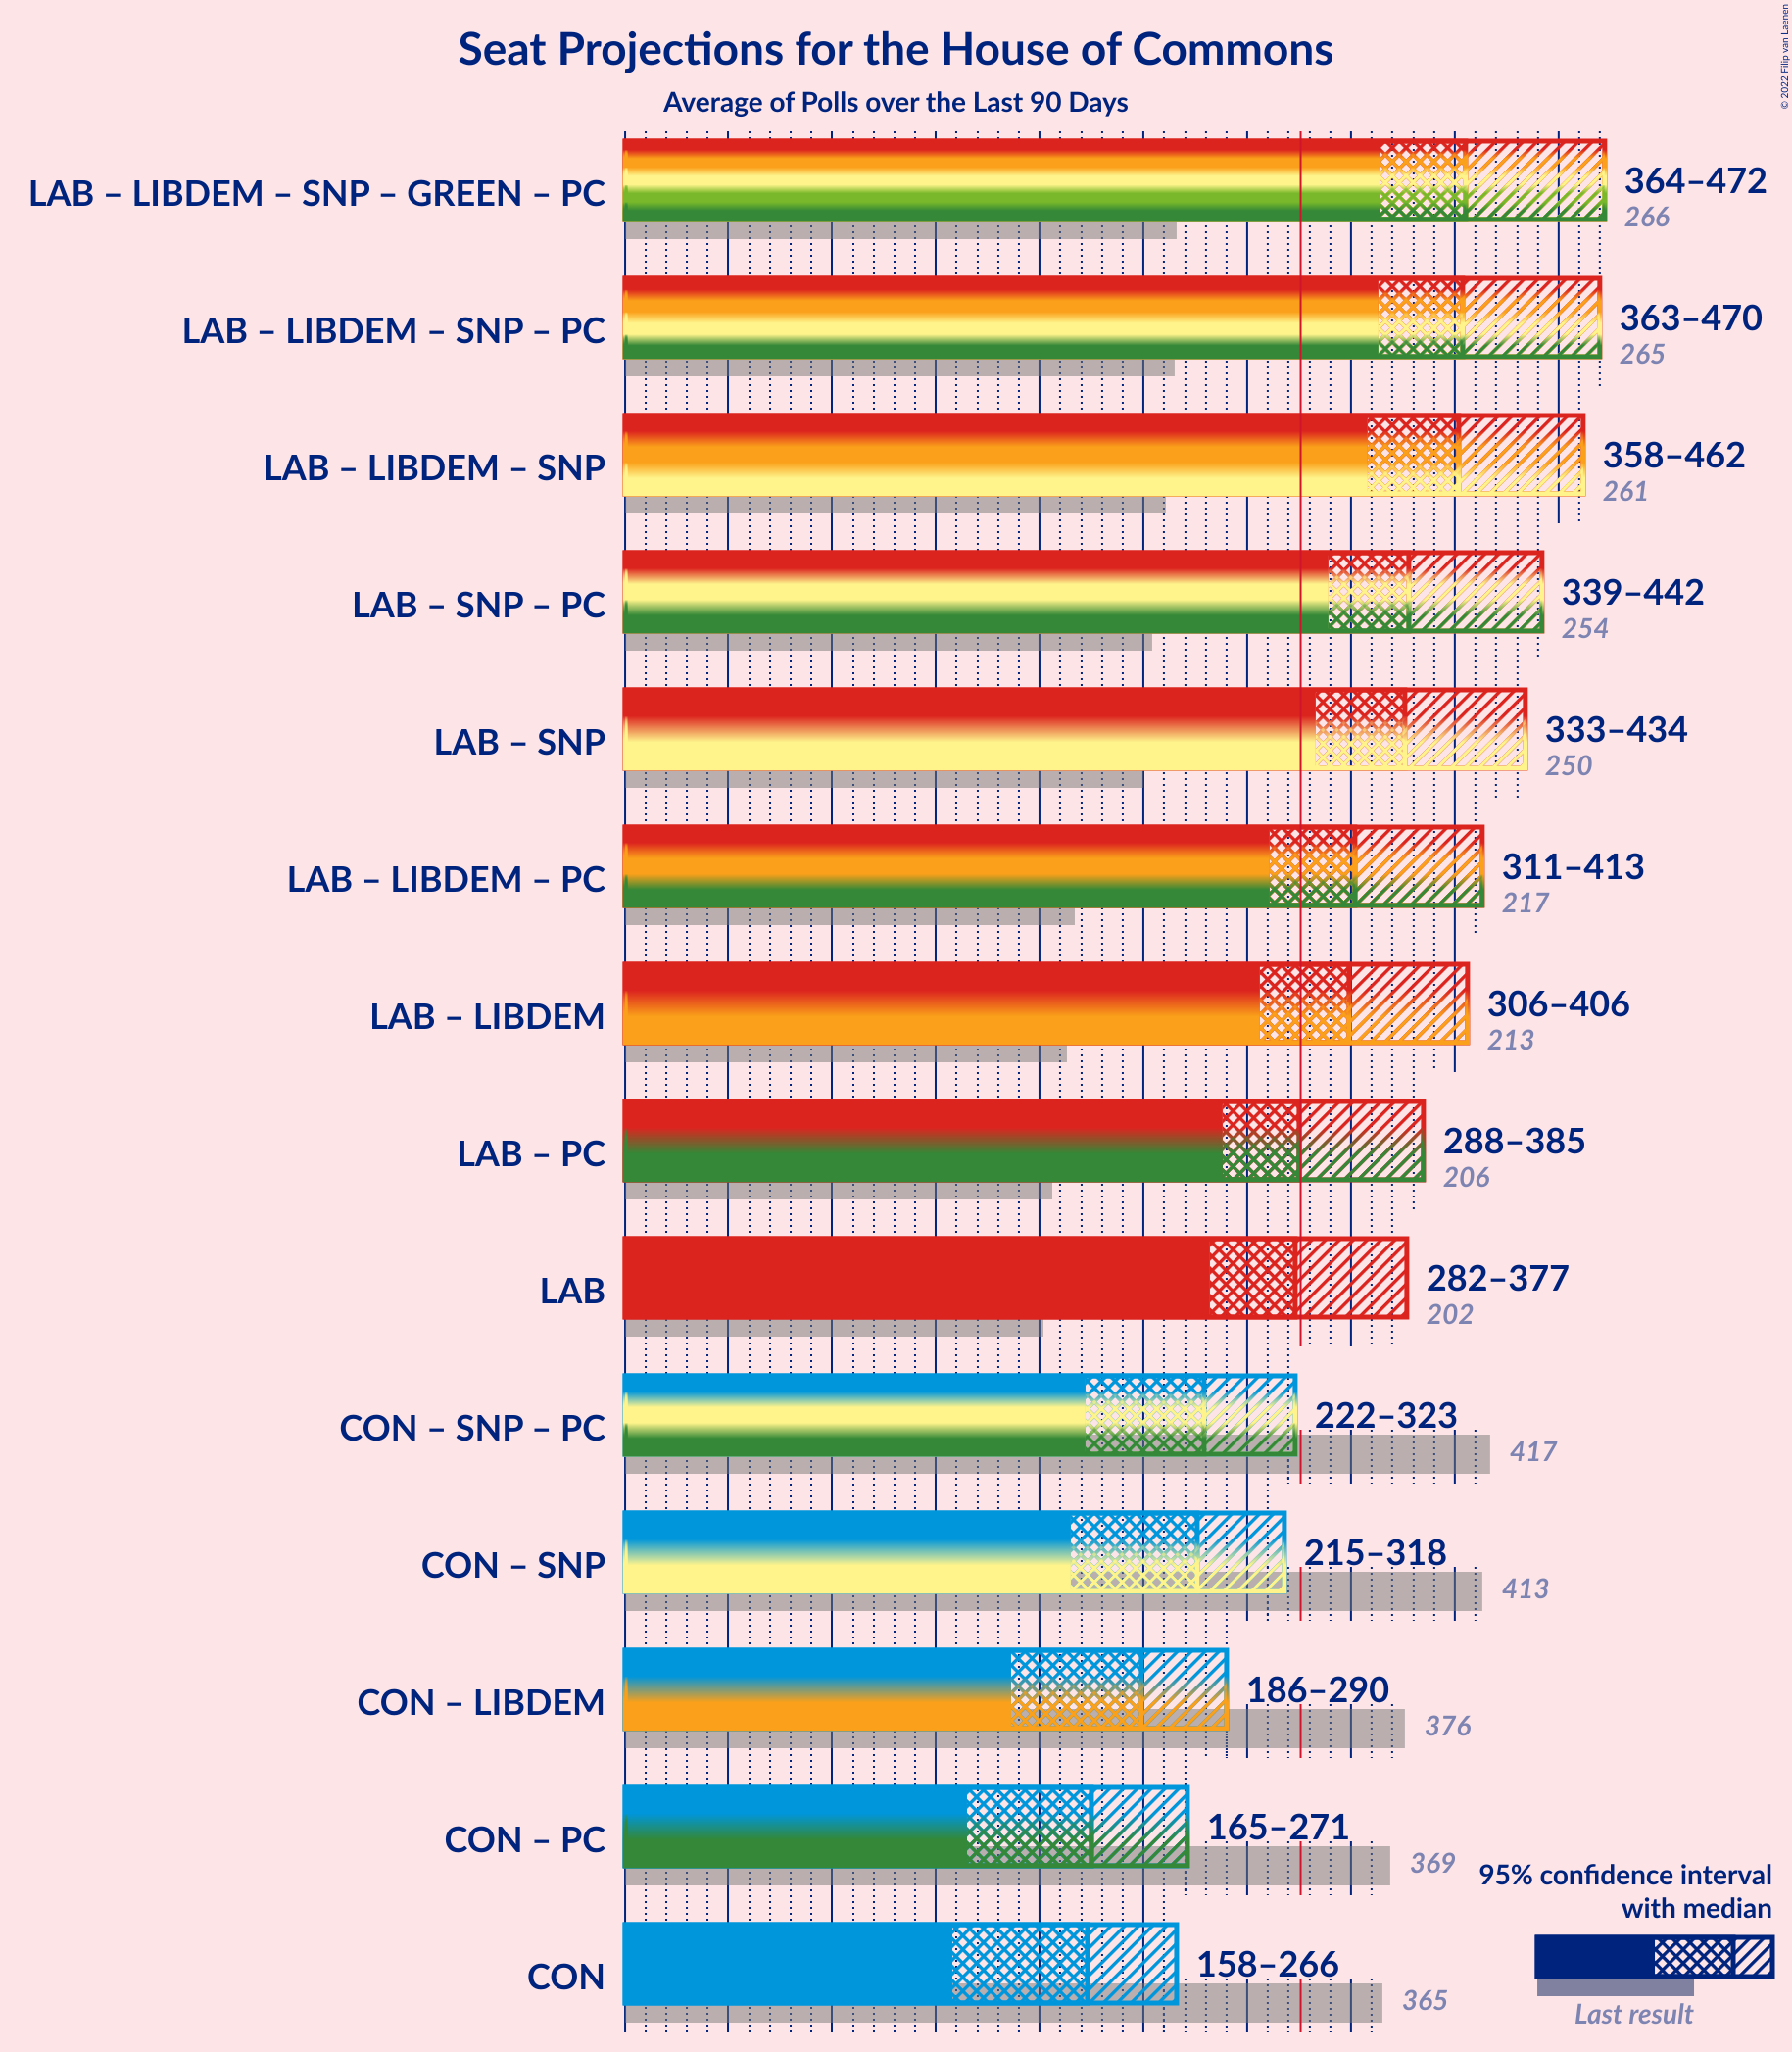 Seat Projections for the House of Commons
Average of Polls over the Last 90 Days
© 2022 Filip van Laenen
LAB – LIBDEM – SNP – GREEN – PC
364–472
266
LAB – LIBDEM – SNP – PC
363–470
265
LAB – LIBDEM – SNP
358–462
261
LAB – SNP – PC
339–442
254
LAB – SNP
333–434
250
LAB – LIBDEM – PC
311–413
217
LAB – LIBDEM
306–406
213
LAB – PC
288–385
206
LAB
282–377
202
CON – SNP – PC
222–323
417
CON – SNP
215–318
413
CON – LIBDEM
186–290
376
CON – PC
165–271
369
CON
158–266
365
95% confidence interval
with median
Last result